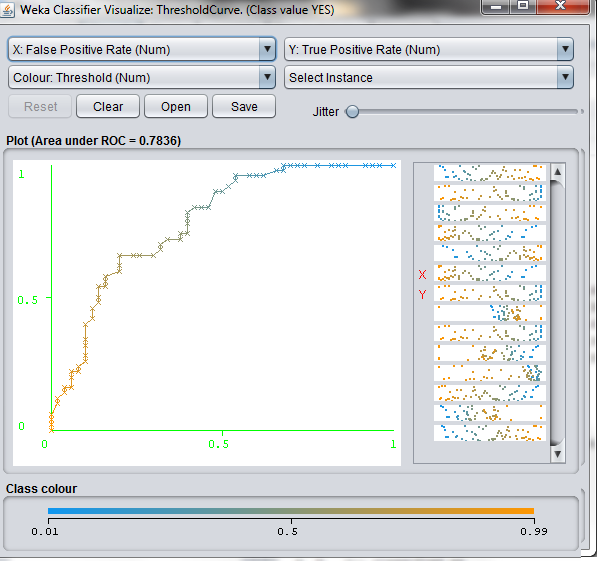 Weka Classifier Visualize: ThresholdCurve. (Class value YES)
X: False Positive Rate (Num)
Y: True Positive Rate (Num)
Colour: Threshold (Num)
Select Instance
Reset
Clear
Open
Save
Jitter
Plot (Area under ROC = 0.7836)
1
0.5
0
0
0.5
1
X
Y
Class colour
0.01
0.5
0.99